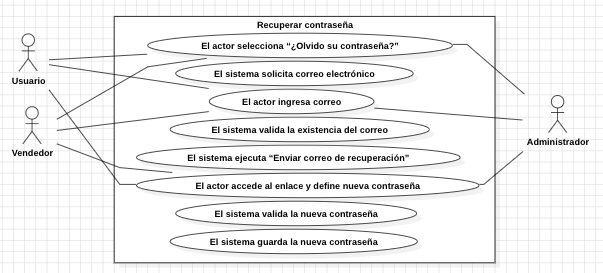 Recuperar contraseña
El actor selecciona “¿Olvido su contraseña?”
El sistema solicita correo electrónico
Usuario
El actor ingresa correo
El sistema valida la existencia del correo
Administrador
Vendedor
El sistema ejecuta “Enviar correo de recuperación”
El actor accede al enlace y define nueva contraseña
El sistema valida la nueva contraseña
El sistema guarda la nueva contraseña